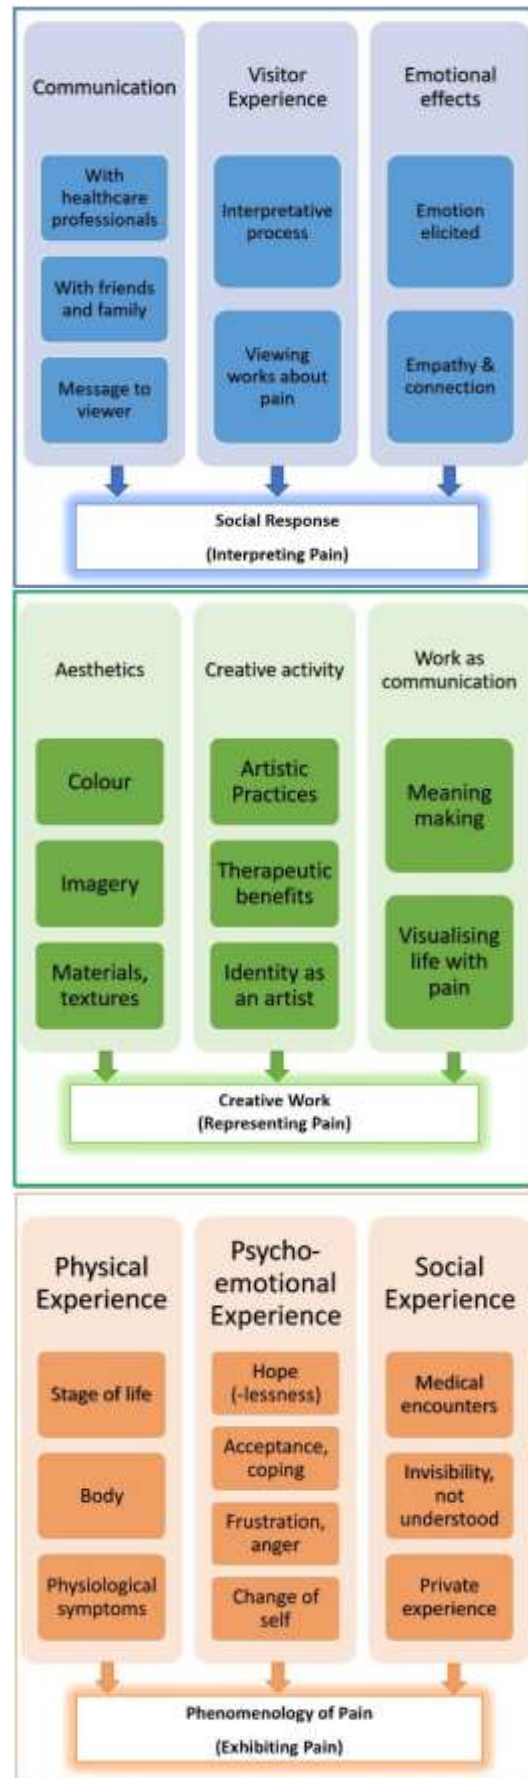 Communication
With
healthcare
professionals
With friends
and family
Message to
viewer
Visitor
Experience
Interpretative
process
Viewing
works about
pain
Emotional
effects
Emotion
elicited
Empathy &
connection
Social Response
(Interpreting Pain)
Aesthetics
Colour
Imagery
Materials,
textures
Creative activity
Artistic
Practices
Therapeutic
benefits
Identity as
an artist
Work as
communication
Meaning
making
Visualising
life with
pain
Creative Work
(Representing Pain)
Physical
Experience
Stage of life
Body
Physiological
symptoms
Psycho-
emotional
Experience
Hope
(-lessness)
Acceptance,
coping
Frustration,
anger
Change of
self
Social
Experience
Medical
encounters
Invisibility,
not
understood
Private
experience
Phenomenology of Pain
(Exhibiting Pain)